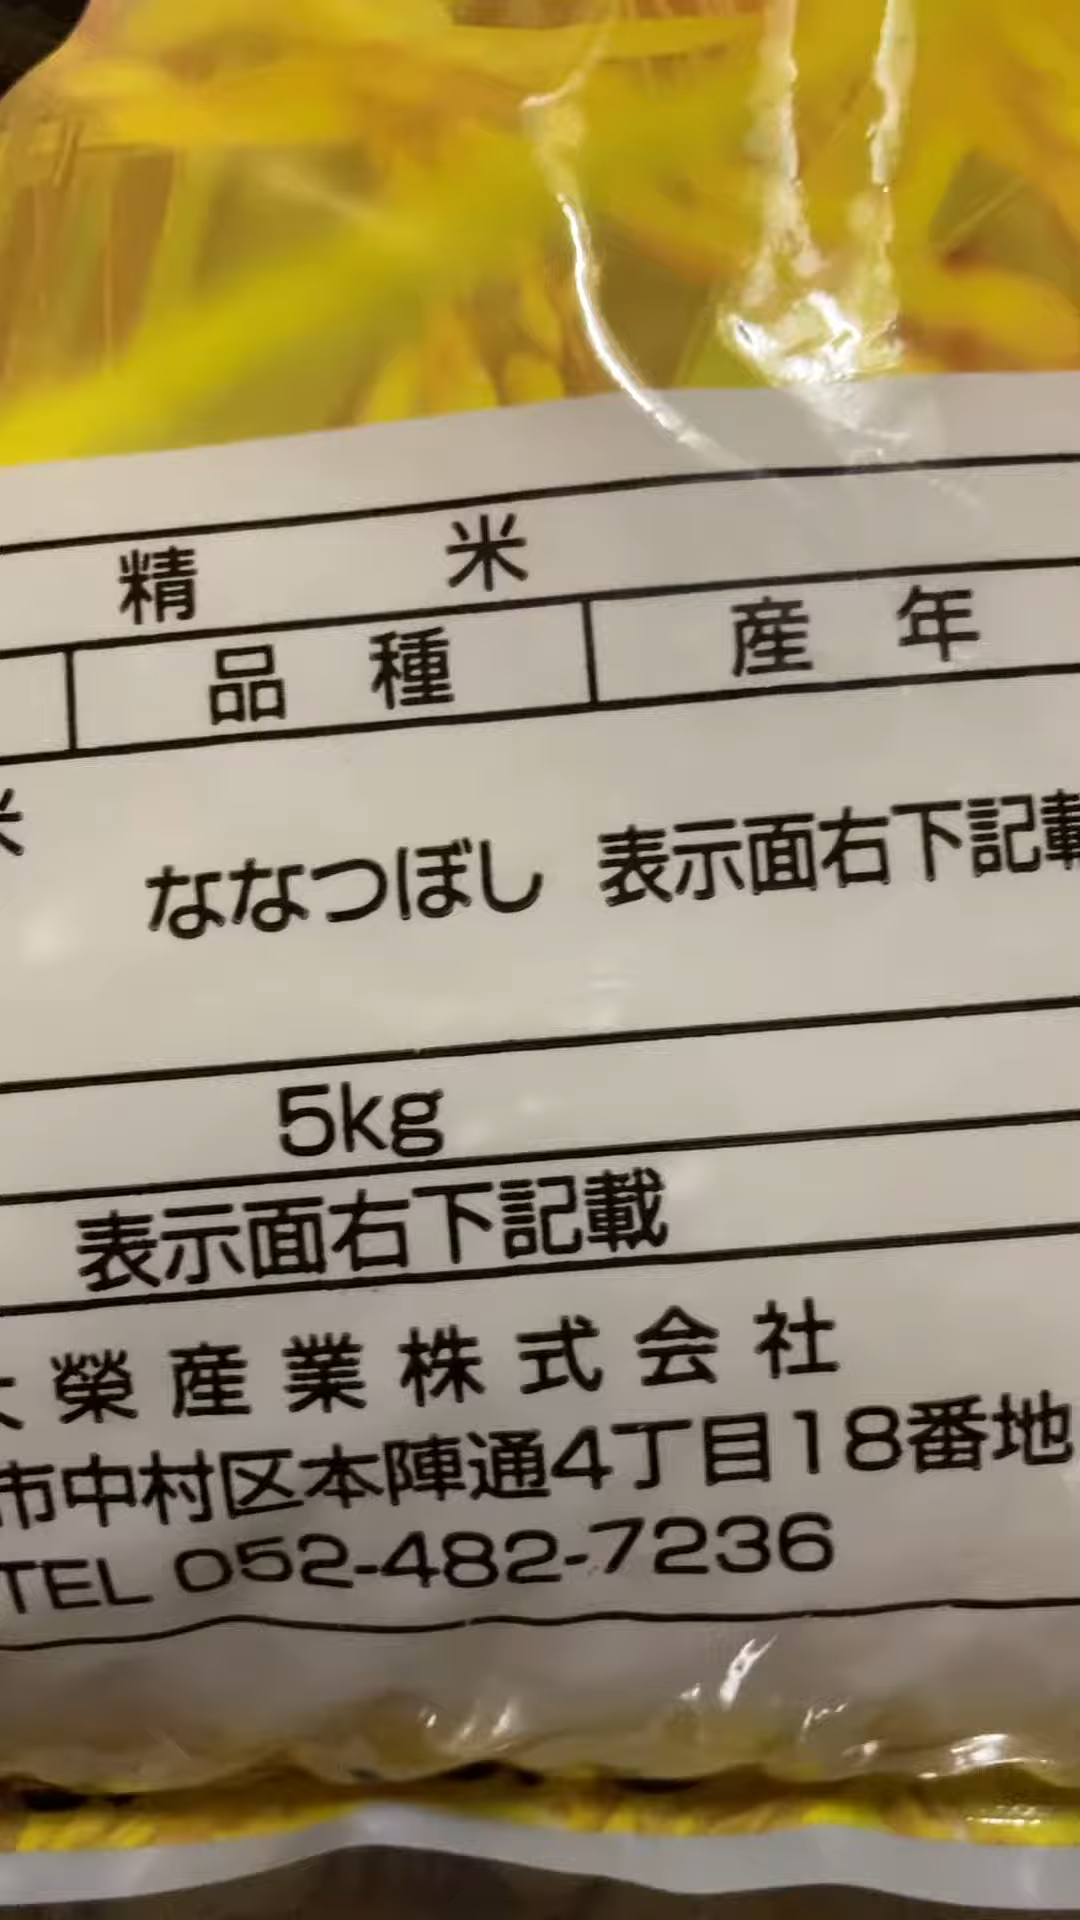 精米
品種 産年
米
ななつぼし 表示面右下記載
5kg
表示面右下記載
榮産業株式会社
市中村区本陣通4丁目18番地
TEL 052-482-7236